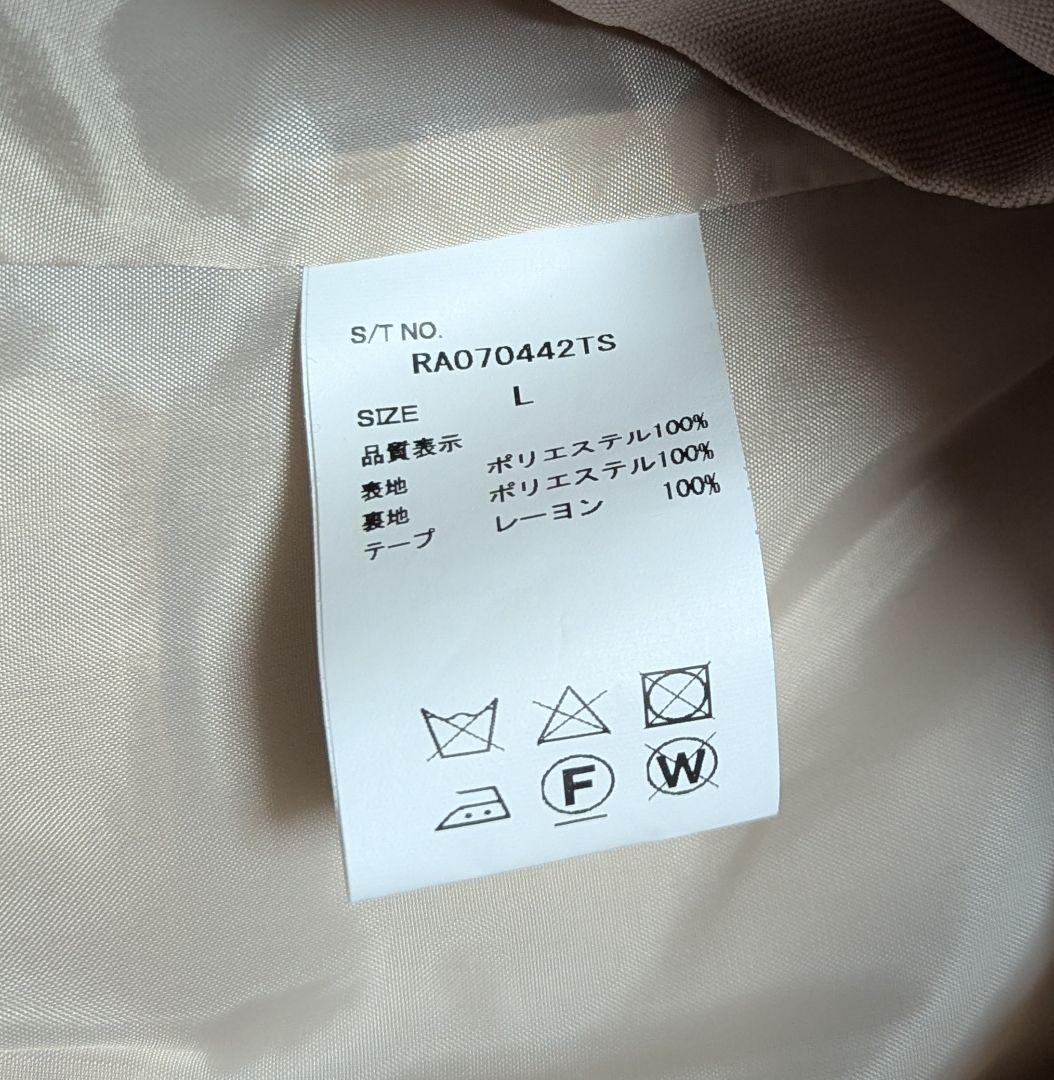 S/T NO.
RA070442TS
SIZE L
品質表示
表地 ポリエステル100%
裏地 ポリエステル100%
テープ レーヨン 100%
F W